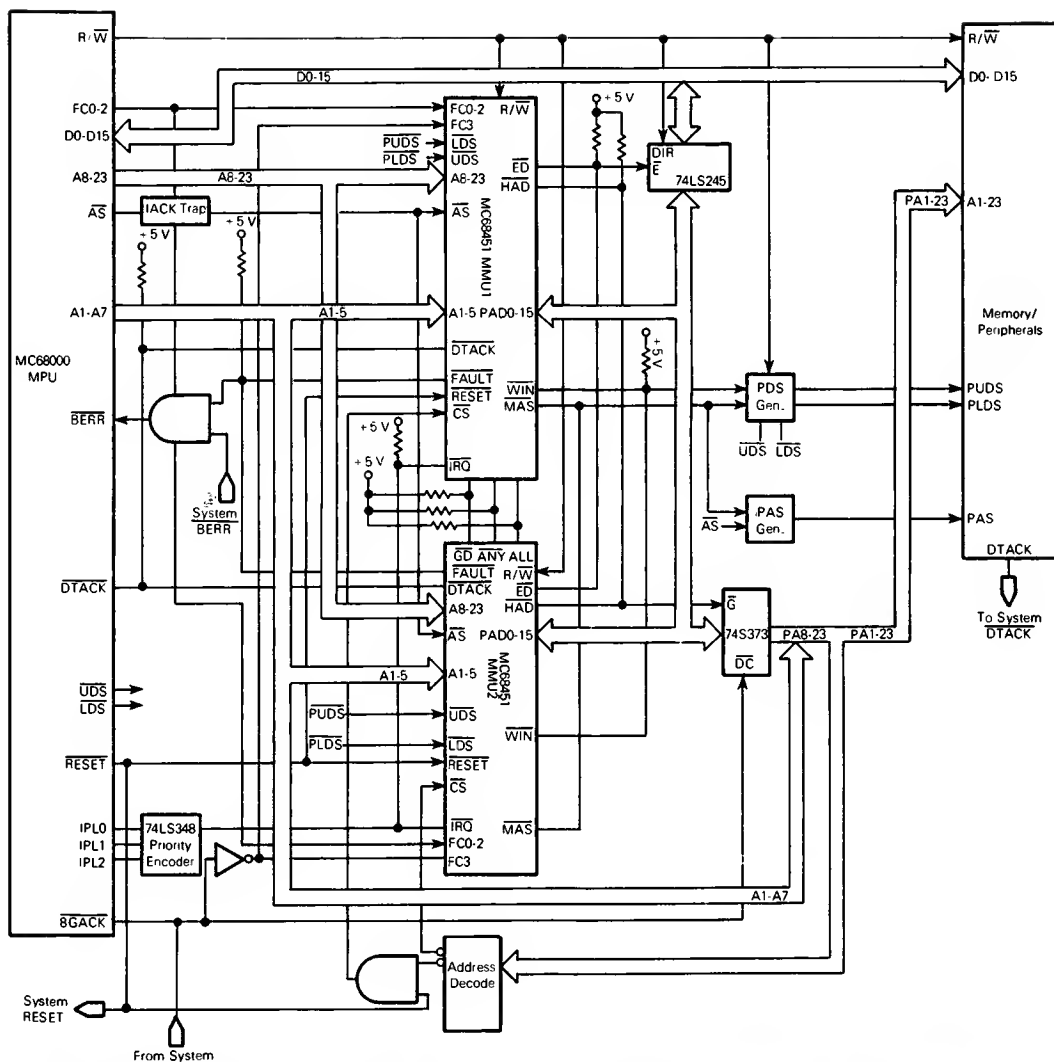 R/W
R/W
D0-15
D0-D15
FC0-2
D0-D15
A8-23
A8-23
AS
IACK Trap
+5 V
+5 V
A1-A7
A1-5
MC68000
MPU
BERR
System
BERR
DTACK
UDS
LDS
RESET
IPL0
IPL1
IPL2
74LS348
Priority
Encoder
8GACK
System
RESET
From System
FC0-2
FC3
PUDS
LDS
PLDS
UDS
A8-23
AS
A1-5
DTACK
FAULT
RESET
CS
IRQ
R/W
ED
HAD
MC68451
MMU1
PAD0-15
WIN
MAS
+5 V
+5 V
+5 V
+5 V
DIR
E
74LS245
PA1-23
A1-23
Memory/
Peripherals
PDS
Gen.
UDS
LDS
PUDS
PLDS
PAS
Gen.
AS
PAS
DTACK
To System
DTACK
GD ANY ALL
FAULT
R/W
DTACK
ED
A8-23
HAD
AS
PAD0-15
A1-5
A1-5
MC68451
MMU2
PUDS
UDS
PLDS
LDS
RESET
CS
WIN
IRQ
MAS
FC0-2
FC3
G
74S373
DC
PA8-23
PA1-23
A1-A7
Address
Decode